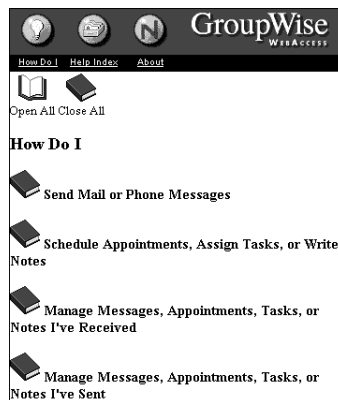 GroupWise
WebAccess
How Do I Help Index About
Open All Close All
How Do I
Send Mail or Phone Messages
Schedule Appointments, Assign Tasks, or Write
Notes
Manage Messages, Appointments, Tasks, or
Notes I've Received
Manage Messages, Appointments, Tasks, or
Notes I've Sent